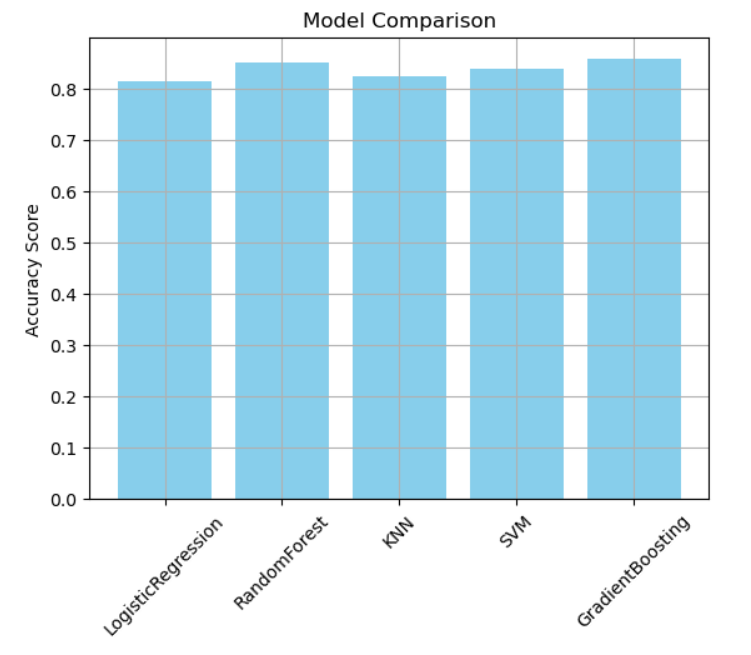 Model Comparison
Accuracy Score
0.8
0.7
0.6
0.5
0.4
0.3
0.2
0.1
0.0
LogisticRegression
RandomForest
KNN
SVM
GradientBoosting